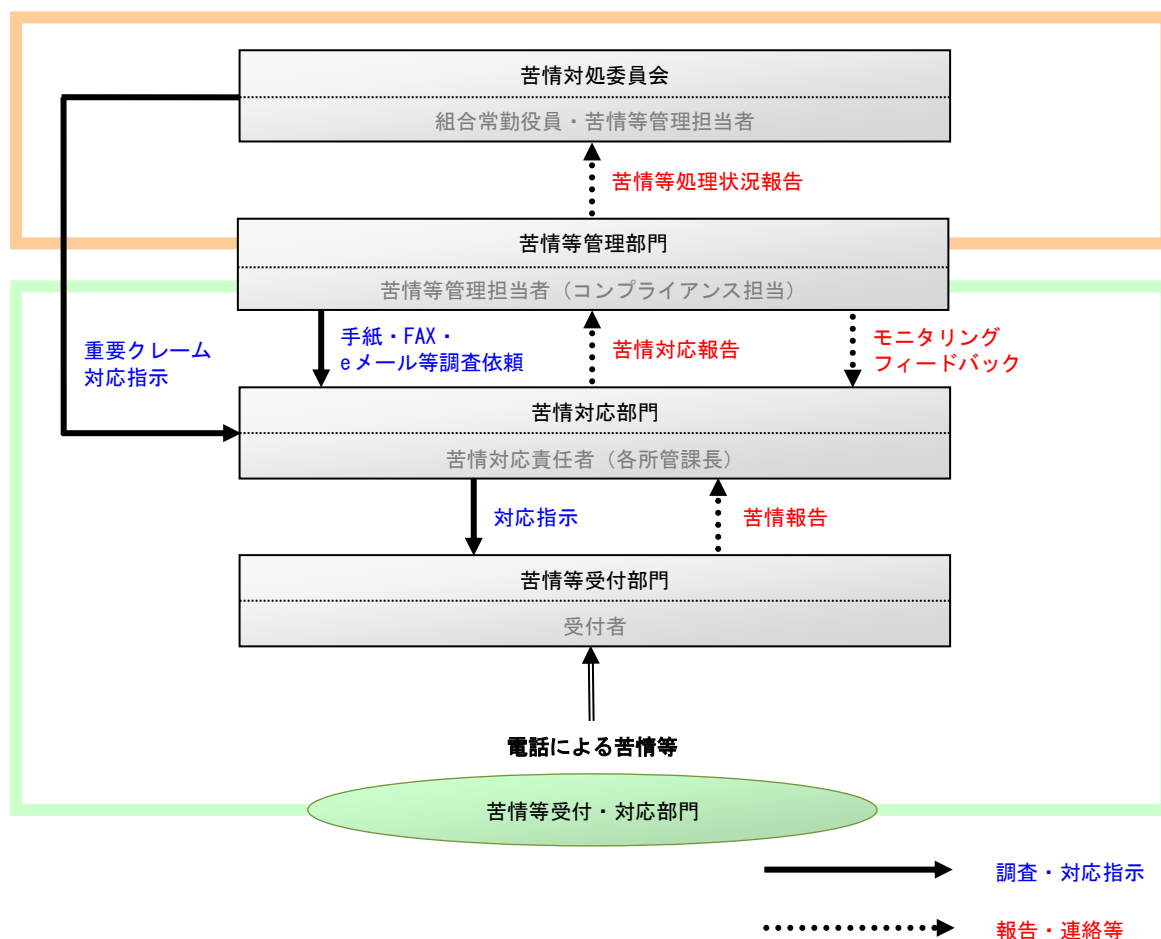 苦情対処委員会
組合常勤役員・苦情等管理担当者
苦情等処理状況報告
苦情等管理部門
苦情等管理担当者（コンプライアンス担当）
重要クレーム
対応指示
手紙・FAX・
eメール等調査依頼
苦情対応報告
モニタリング
フィードバック
苦情対応部門
苦情対応責任者（各所管課長）
対応指示
苦情報告
苦情等受付部門
受付者
電話による苦情等
苦情等受付・対応部門
調査・対応指示
報告・連絡等